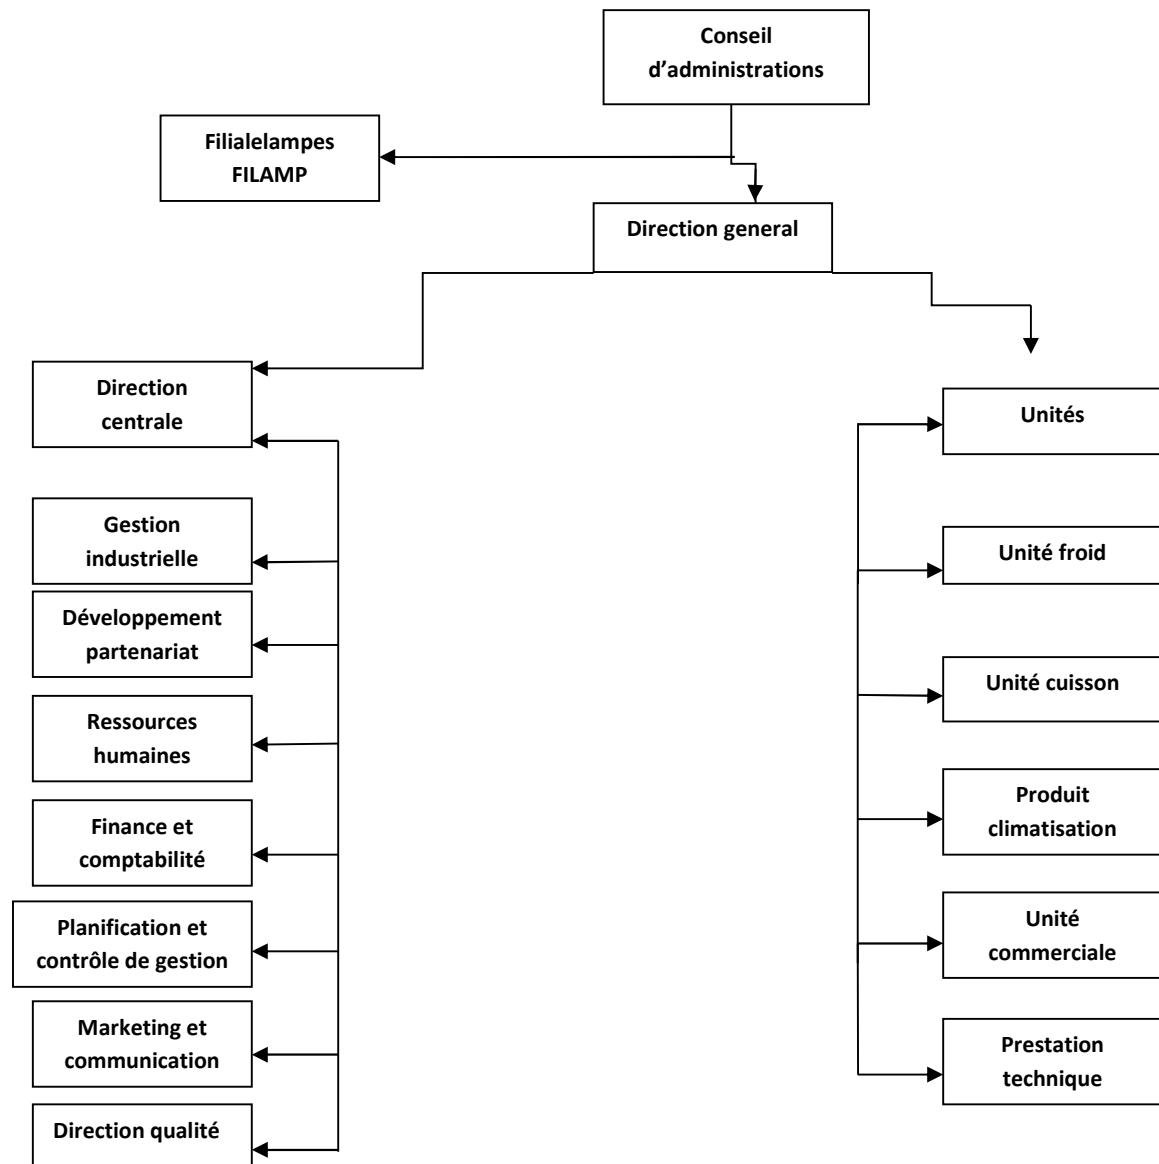 Conseil
d’administrations
Filialelampes
FILAMP
Direction general
Direction
centrale
Gestion
industrielle
Développement
partenariat
Ressources
humaines
Finance et
comptabilité
Planification et
contrôle de gestion
Marketing et
communication
Direction qualité
Unités
Unité froid
Unité cuisson
Produit
climatisation
Unité
commerciale
Prestation
technique